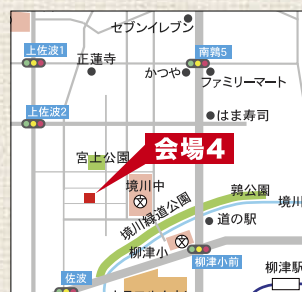 セブンイレブン
上佐波1
正蓮寺
南鶉5
かつや
ファミリーマート
上佐波2
はま寿司
会場4
宮上公園
境川中
鶉公園
境川
境川緑道公園
道の駅
柳津小
柳津小前
柳津駅
佐波